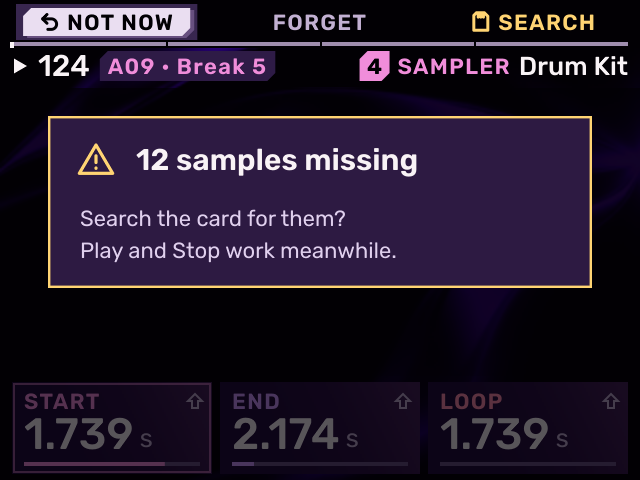 NOT NOW
FORGET
SEARCH
124
A09 • Break 5
4 SAMPLER Drum Kit
12 samples missing
Search the card for them?
Play and Stop work meanwhile.
START
1.739 s
END
2.174 s
LOOP
1.739 s